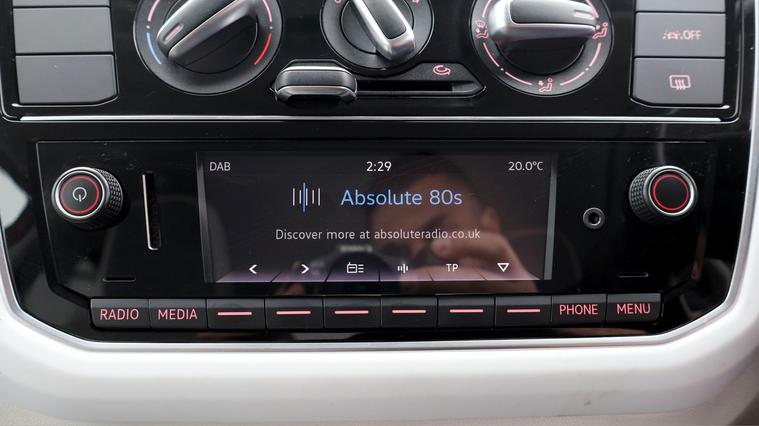 OFF
DAB 2:29 20.0°C
Absolute 80s
Discover more at absoluteradio.co.uk
TP
RADIO MEDIA PHONE MENU